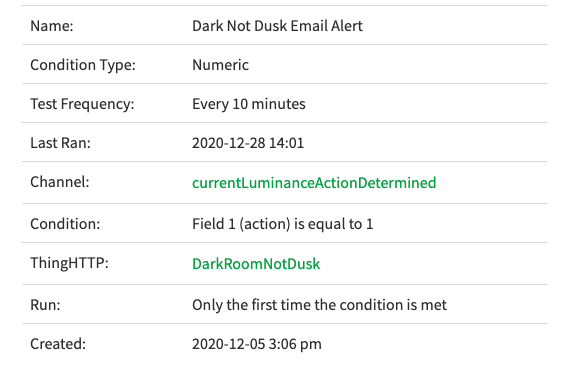 Name: Dark Not Dusk Email Alert
Condition Type: Numeric
Test Frequency: Every 10 minutes
Last Ran: 2020-12-28 14:01
Channel: currentLuminanceActionDetermined
Condition: Field 1 (action) is equal to 1
ThingHTTP: DarkRoomNotDusk
Run: Only the first time the condition is met
Created: 2020-12-05 3:06 pm